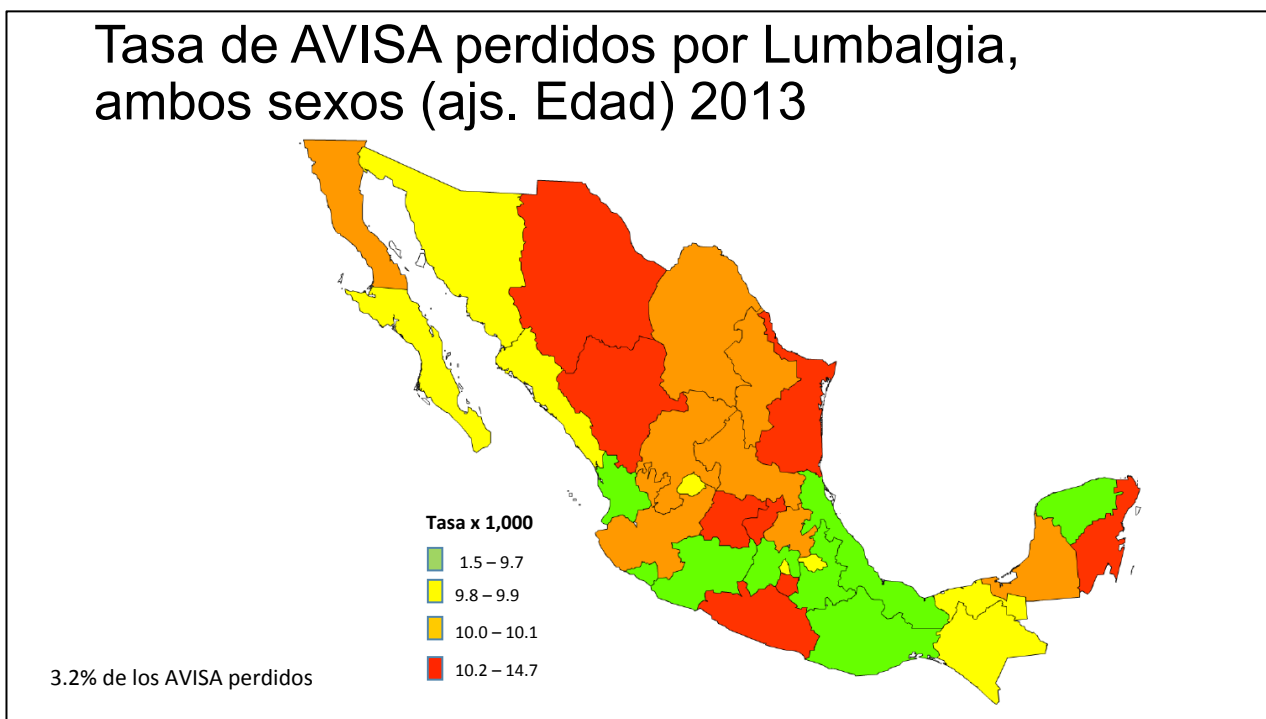 Tasa de AVISA perdidos por Lumbalgia,
ambos sexos (ajs. Edad) 2013
Tasa x 1,000
1.5 – 9.7
9.8 – 9.9
10.0 – 10.1
10.2 – 14.7
3.2% de los AVISA perdidos